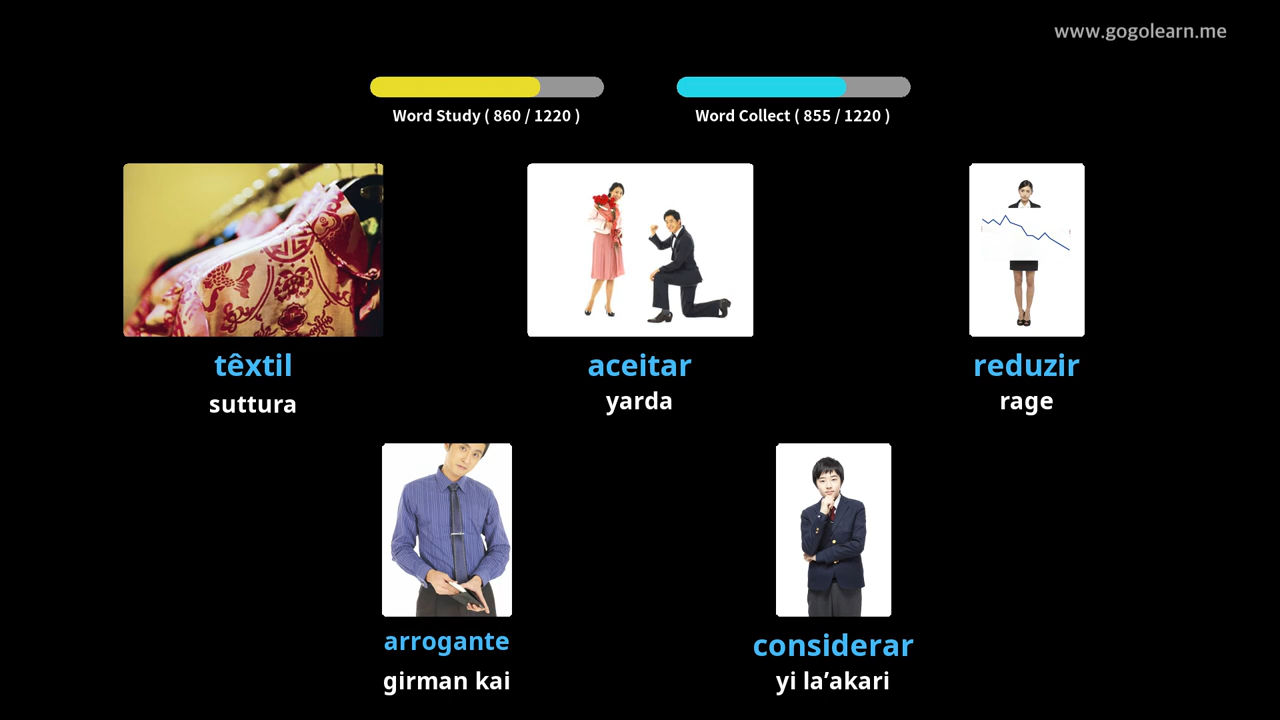 www.gogolearn.me
Word Study ( 860 / 1220 )
Word Collect ( 855 / 1220 )
têxtil
suttura
aceitar
yarda
reduzir
rage
arrogante
girman kai
considerar
yi la’akari